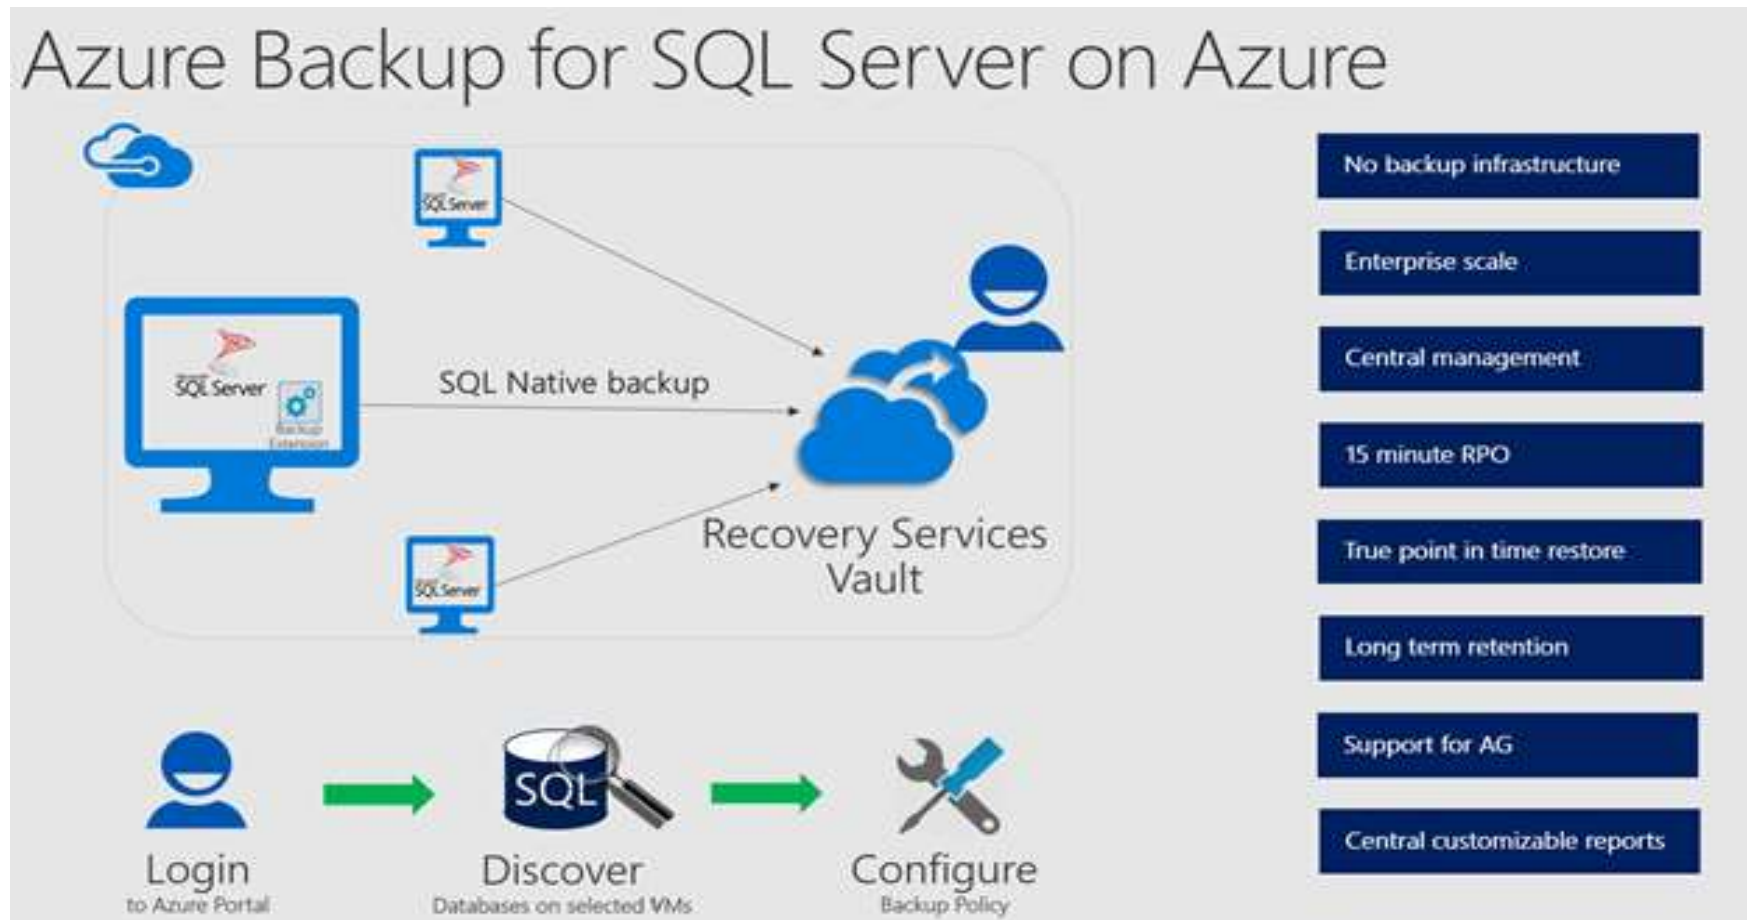 Azure Backup for SQL Server on Azure
SQL Server
SQL Server
Backup
Extension
SQL Native backup
SQL Server
Recovery Services
Vault
No backup infrastructure
Enterprise scale
Central management
15 minute RPO
True point in time restore
Long term retention
Support for AG
Central customizable reports
SQL
Login
to Azure Portal
Discover
Databases on selected VMs
Configure
Backup Policy